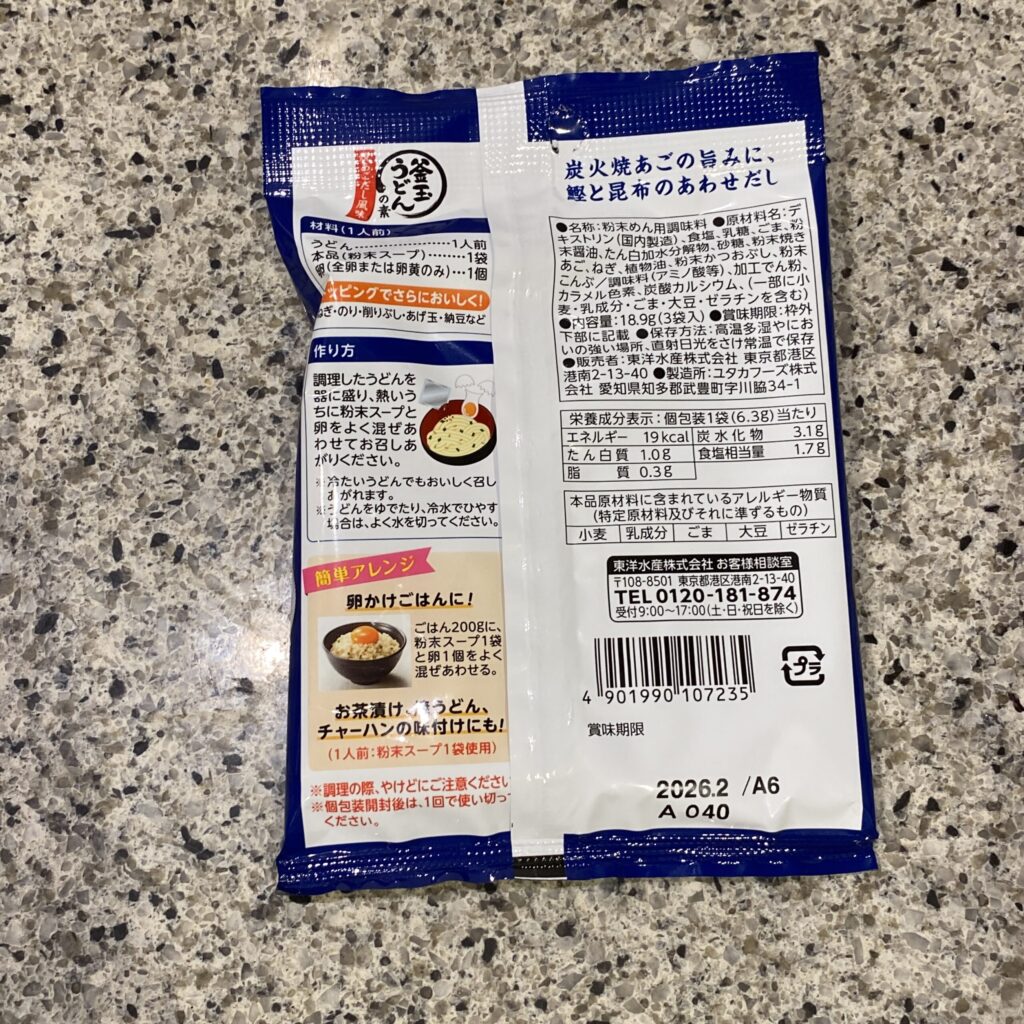 釜玉
うどん
の素
だし風味
材料(1人前)
うどん…………………1人前
本品(粉末スープ)………1袋
卵(全卵または卵黄のみ)…1個
ッピングでさらにおいしく!
ねぎ・のり・削りぶし・あげ玉・納豆など
作り方
調理したうどんを
器に盛り、熱いう
ちに粉末スープと
卵をよく混ぜあ
わせてお召しあ
がりください。
※冷たいうどんでもおいしく召し
あがれます。
※うどんをゆでたり、冷水でひやす
場合は、よく水を切ってください。
簡単アレンジ
卵かけごはんに!
ごはん200gに、
粉末スープ1袋
と卵1個をよく
混ぜあわせる。
お茶漬け、焼うどん、
チャーハンの味付けにも!
(1人前:粉末スープ1袋使用)
※調理の際、やけどにご注意ください
※個包装開封後は、1回で使い切っ
ください。
炭火焼あごの旨みに、
鰹と昆布のあわせだし
●名称:粉末めん用調味料 ●原材料名:デ
キストリン(国内製造)、食塩、乳糖、ごま、粉
末醤油、たん白加水分解物、砂糖、粉末焼き
あご、ねぎ、植物油、粉末かつおぶし、粉末
こんぶ/調味料(アミノ酸等)、加工でん粉、
カラメル色素、炭酸カルシウム、(一部に小
麦・乳成分・ごま・大豆・ゼラチンを含む)
●内容量:18.9g(3袋入) ●賞味期限:枠外
下部に記載 ●保存方法:高温多湿やにお
いの強い場所、直射日光をさけ常温で保存
●販売者:東洋水産株式会社 東京都港区
港南2-13-40 ●製造所:ユタカフーズ株式
会社 愛知県知多郡武豊町字川脇34-1
栄養成分表示:個包装1袋(6.3g)当たり
エネルギー 19kcal 炭水化物 3.1g
たん白質 1.0g 食塩相当量 1.7g
脂質 0.3g
本品原材料に含まれているアレルギー物質
(特定原材料及びそれに準ずるもの)
小麦 乳成分 ごま 大豆 ゼラチン
東洋水産株式会社 お客様相談室
〒108-8501 東京都港区港南2-13-40
TEL 0120-181-874
受付9:00〜17:00(土・日・祝日を除く)
4 901990 107235
プラ
賞味期限
2026.2 /A6
A 040